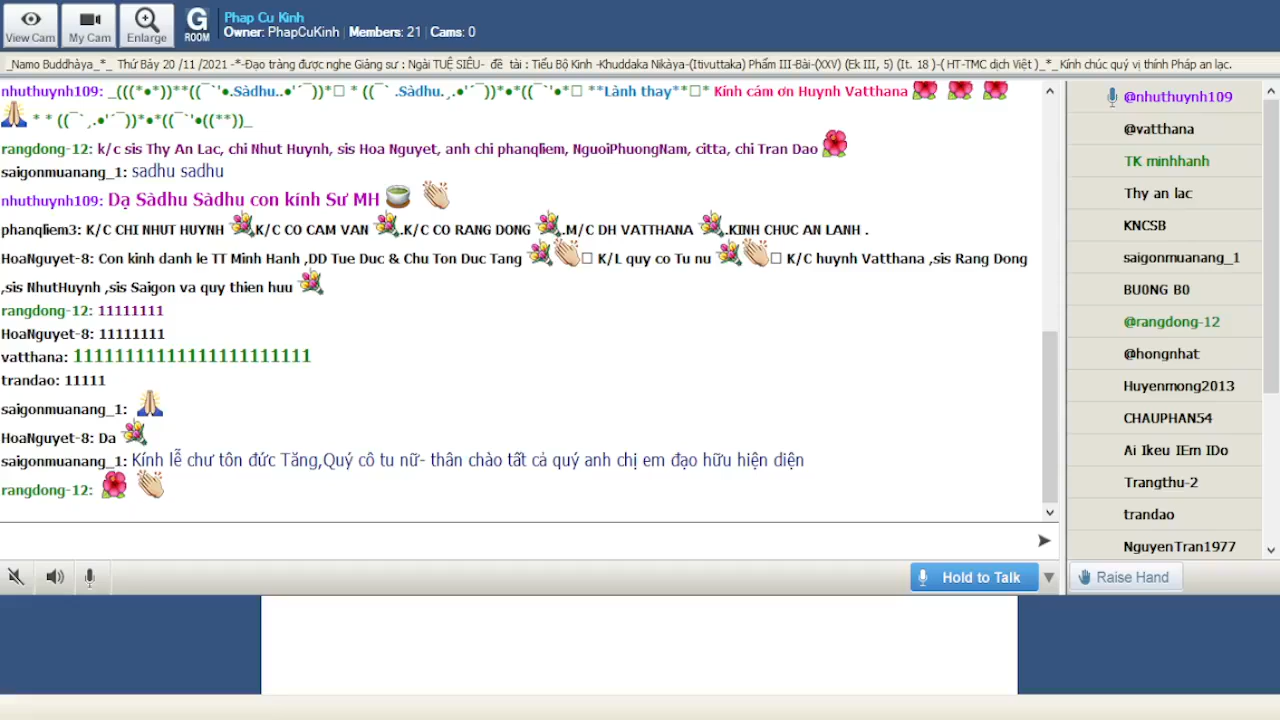 View Cam
My Cam
Enlarge
G
ROOM
Phap Cu Kinh
Owner: PhapCuKinh | Members: 21 | Cams: 0
_Namo Buddhàya_*_ Thứ Bảy 20 /11 /2021 -*-Đạo tràng được nghe Giảng sư : Ngài TUỆ SIÊU- đề tài : Tiểu Bộ Kinh -Khuddaka Nikàya-(Itivuttaka) Phẩm III-Bài-(XXV) (Ek III, 5) (It. 18 )-( HT-TMC dịch Việt )_*_Kính chúc quý vị thính Pháp an lạc.
nhuthuynh109: _(((*•*))**((¯`'•.Sàdhu..•'´¯))*□ * ((¯` .Sàdhu.¸.•'´¯))*•*((¯`'•*□ **Lành thay**□* Kính cám ơn Huynh Vatthana
🙏 * * ((¯`¸.•'´¯))*•*((¯`'•((**))_
rangdong-12: k/c sis Thy An Lac, chi Nhut Huynh, sis Hoa Nguyet, anh chi phanqliem, NguoiPhuongNam, citta, chi Tran Dao
saigonmuanang_1: sadhu sadhu
nhuthuynh109: Dạ Sàdhu Sàdhu con kính Sư MH
phanqliem3: K/C CHI NHUT HUYNH K/C CO CAM VAN .K/C CO RANG DONG .M/C DH VATTHANA .KINH CHUC AN LANH .
HoaNguyet-8: Con kinh danh le TT Minh Hanh ,DD Tue Duc & Chu Ton Duc Tang □ K/L quy co Tu nu □ K/C huynh Vatthana ,sis Rang Dong
,sis NhutHuynh ,sis Saigon va quy thien huu
rangdong-12: 11111111
HoaNguyet-8: 11111111
vatthana: 11111111111111111111111
trandao: 11111
saigonmuanang_1:
HoaNguyet-8: Da
saigonmuanang_1: Kính lễ chư tôn đức Tăng,Quý cô tu nữ- thân chào tất cả quý anh chị em đạo hữu hiện diện
rangdong-12:
@nhuthuynh109
@vatthana
TK minhhanh
Thy an lac
KNCSB
saigonmuanang_1
BU0NG B0
@rangdong-12
@hongnhat
Huyenmong2013
CHAUPHAN54
Ai Ikeu IEm IDo
Trangthu-2
trandao
NguyenTran1977
Hold to Talk
Raise Hand